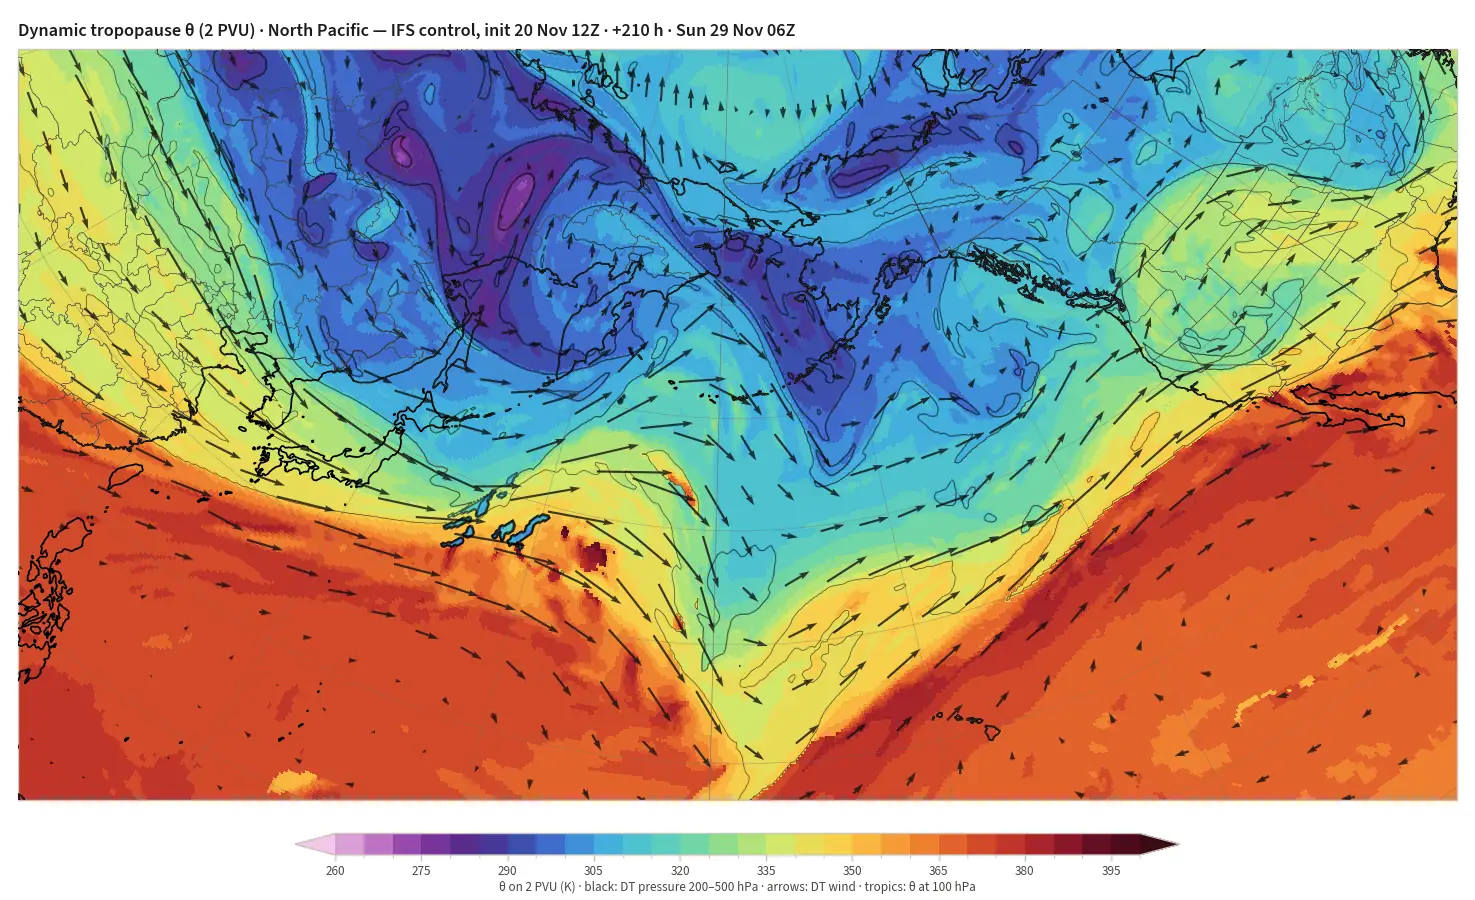 Dynamic tropopause θ (2 PVU) · North Pacific — IFS control, init 20 Nov 12Z · +210 h · Sun 29 Nov 06Z
260 275 290 305 320 335 350 365 380 395
θ on 2 PVU (K) · black: DT pressure 200–500 hPa · arrows: DT wind · tropics: θ at 100 hPa